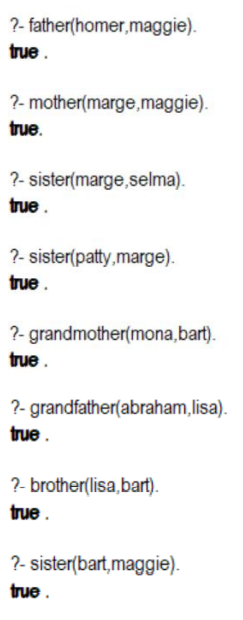 ?- father(homer,maggie).
true .
?- mother(marge,maggie).
true.
?- sister(marge,selma).
true .
?- sister(patty,marge).
true .
?- grandmother(mona,bart).
true .
?- grandfather(abraham,lisa).
true .
?- brother(lisa,bart).
true .
?- sister(bart,maggie).
true .